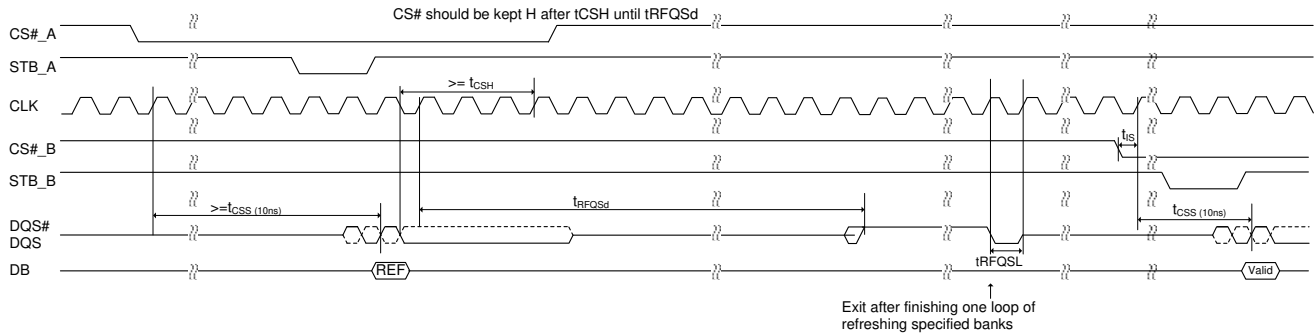 CS# should be kept H after tCSH until tRFQSd
CS#_A
STB_A
>= tCSH
CLK
tIS
CS#_B
STB_B
>=tCSS (10ns)
tRFQSd
tCSS (10ns)
DQS#
DQS
tRFQSL
DB
REF
Valid
Exit after finishing one loop of
refreshing specified banks